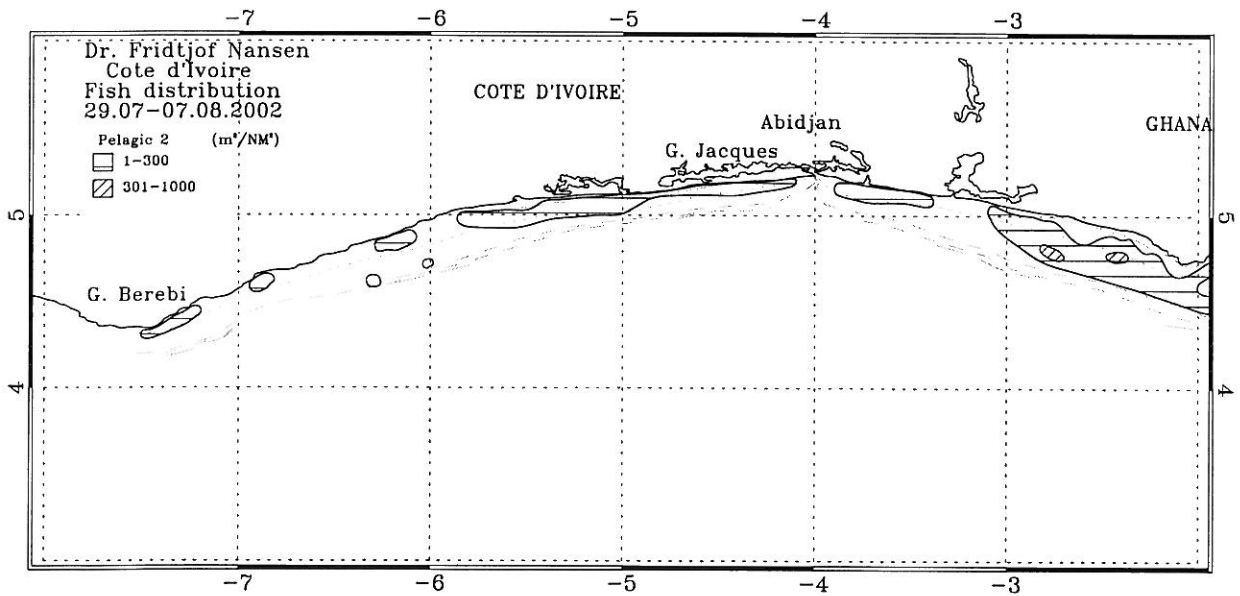 -7 -6 -5 -4 -3
Dr. Fridtjof Nansen
Cote d'Ivoire
Fish distribution
29.07-07.08.2002
Pelagic 2 (m²/NM²)
1-300
301-1000
COTE D'IVOIRE
Abidjan
GHANA
G. Jacques
5 5
G. Berebi
4 4
-7 -6 -5 -4 -3